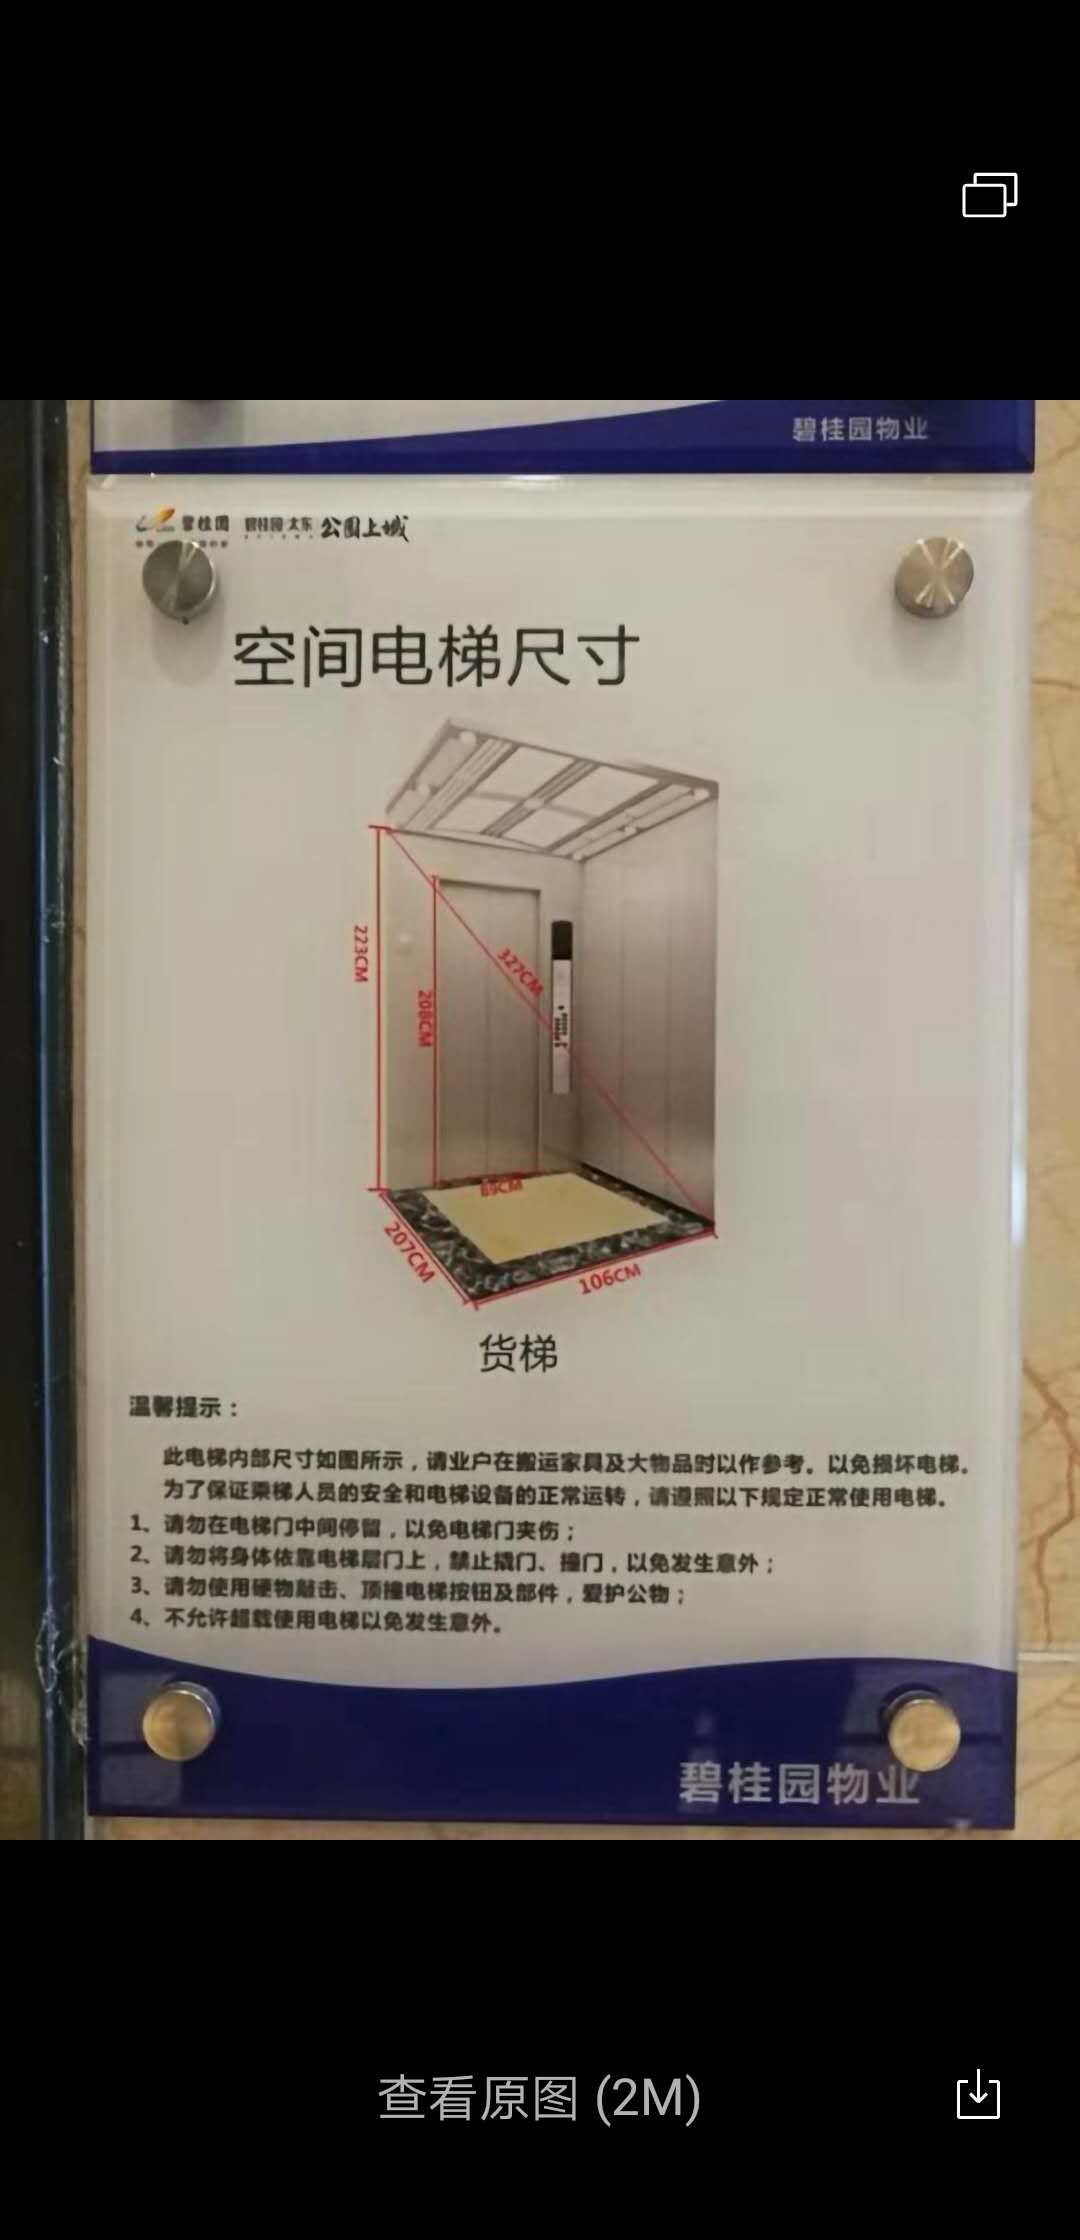 碧桂园物业
碧桂园 碧桂园·太东 公园上城
空间电梯尺寸
223CM
208CM
327CM
89CM
207CM
106CM
货梯
温馨提示：
此电梯内部尺寸如图所示，请业户在搬运家具及大物品时以作参考。以免损坏电梯。
为了保证乘梯人员的安全和电梯设备的正常运转，请遵照以下规定正常使用电梯。
1、请勿在电梯门中间停留，以免电梯门夹伤；
2、请勿将身体依靠电梯层门上，禁止撬门、撞门，以免发生意外；
3、请勿使用硬物敲击、顶撞电梯按钮及部件，爱护公物；
4、不允许超载使用电梯以免发生意外。
碧桂园物业
查看原图 (2M)